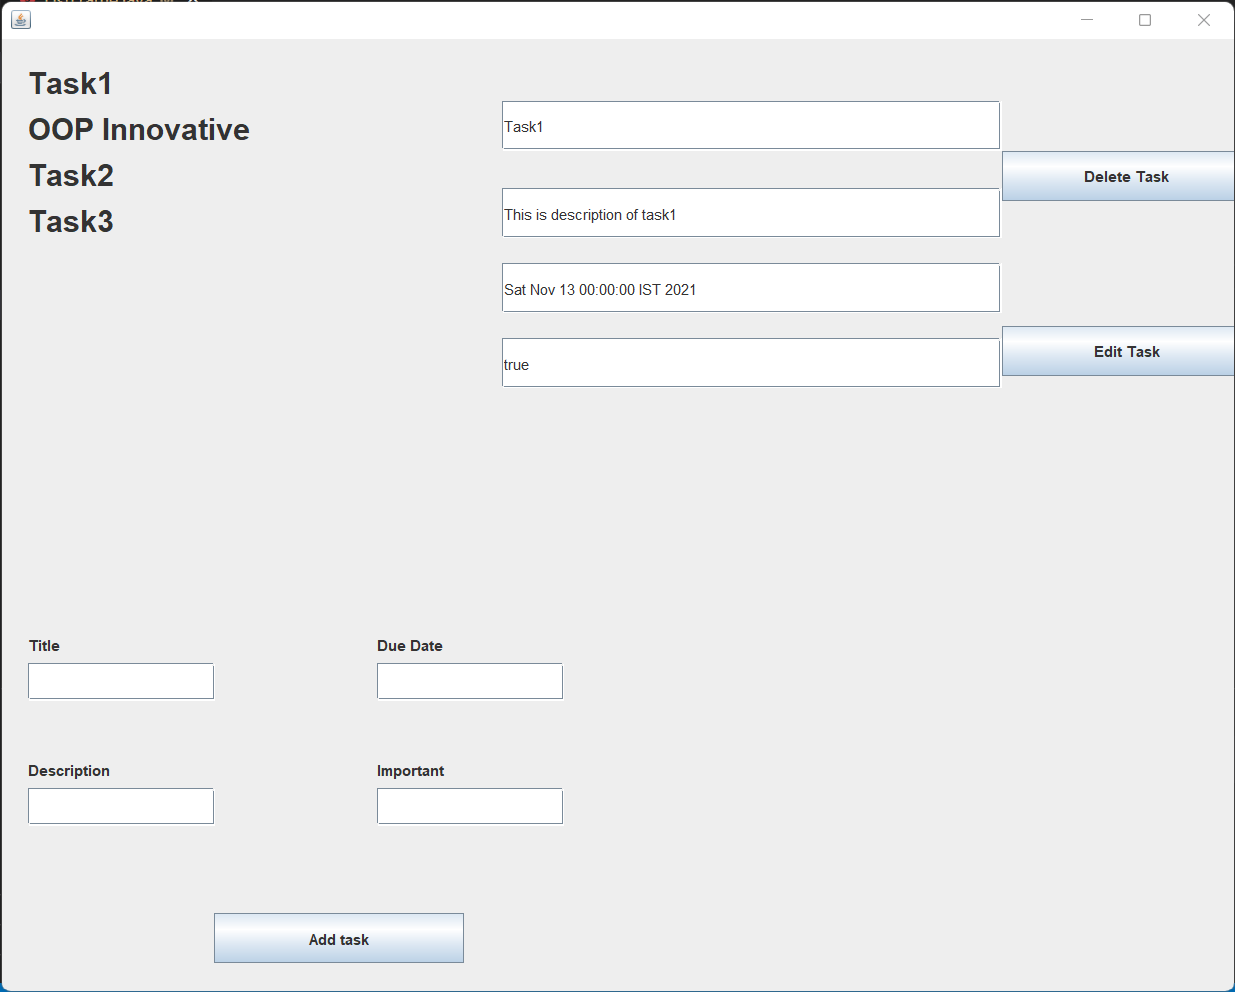 Task1
OOP Innovative
Task2
Task3
Task1
This is description of task1
Sat Nov 13 00:00:00 IST 2021
true
Delete Task
Edit Task
Title
Due Date
Description
Important
Add task